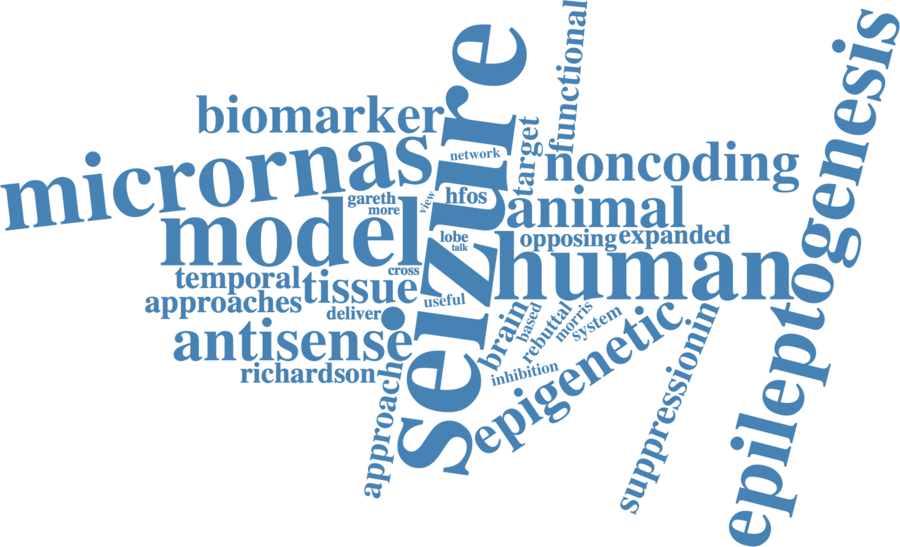 seizure
functional
epileptogenesis
biomarker
target
network
noncoding
micrornas
gareth
more
view
hfos
animal
model
lobe
talk
opposing
expanded
human
temporal
cross
tissue
approaches
useful
deliver
brain
based
rebuttal
morris
system
antisense
epigenetic
suppressionin
richardson
inhibition
approach